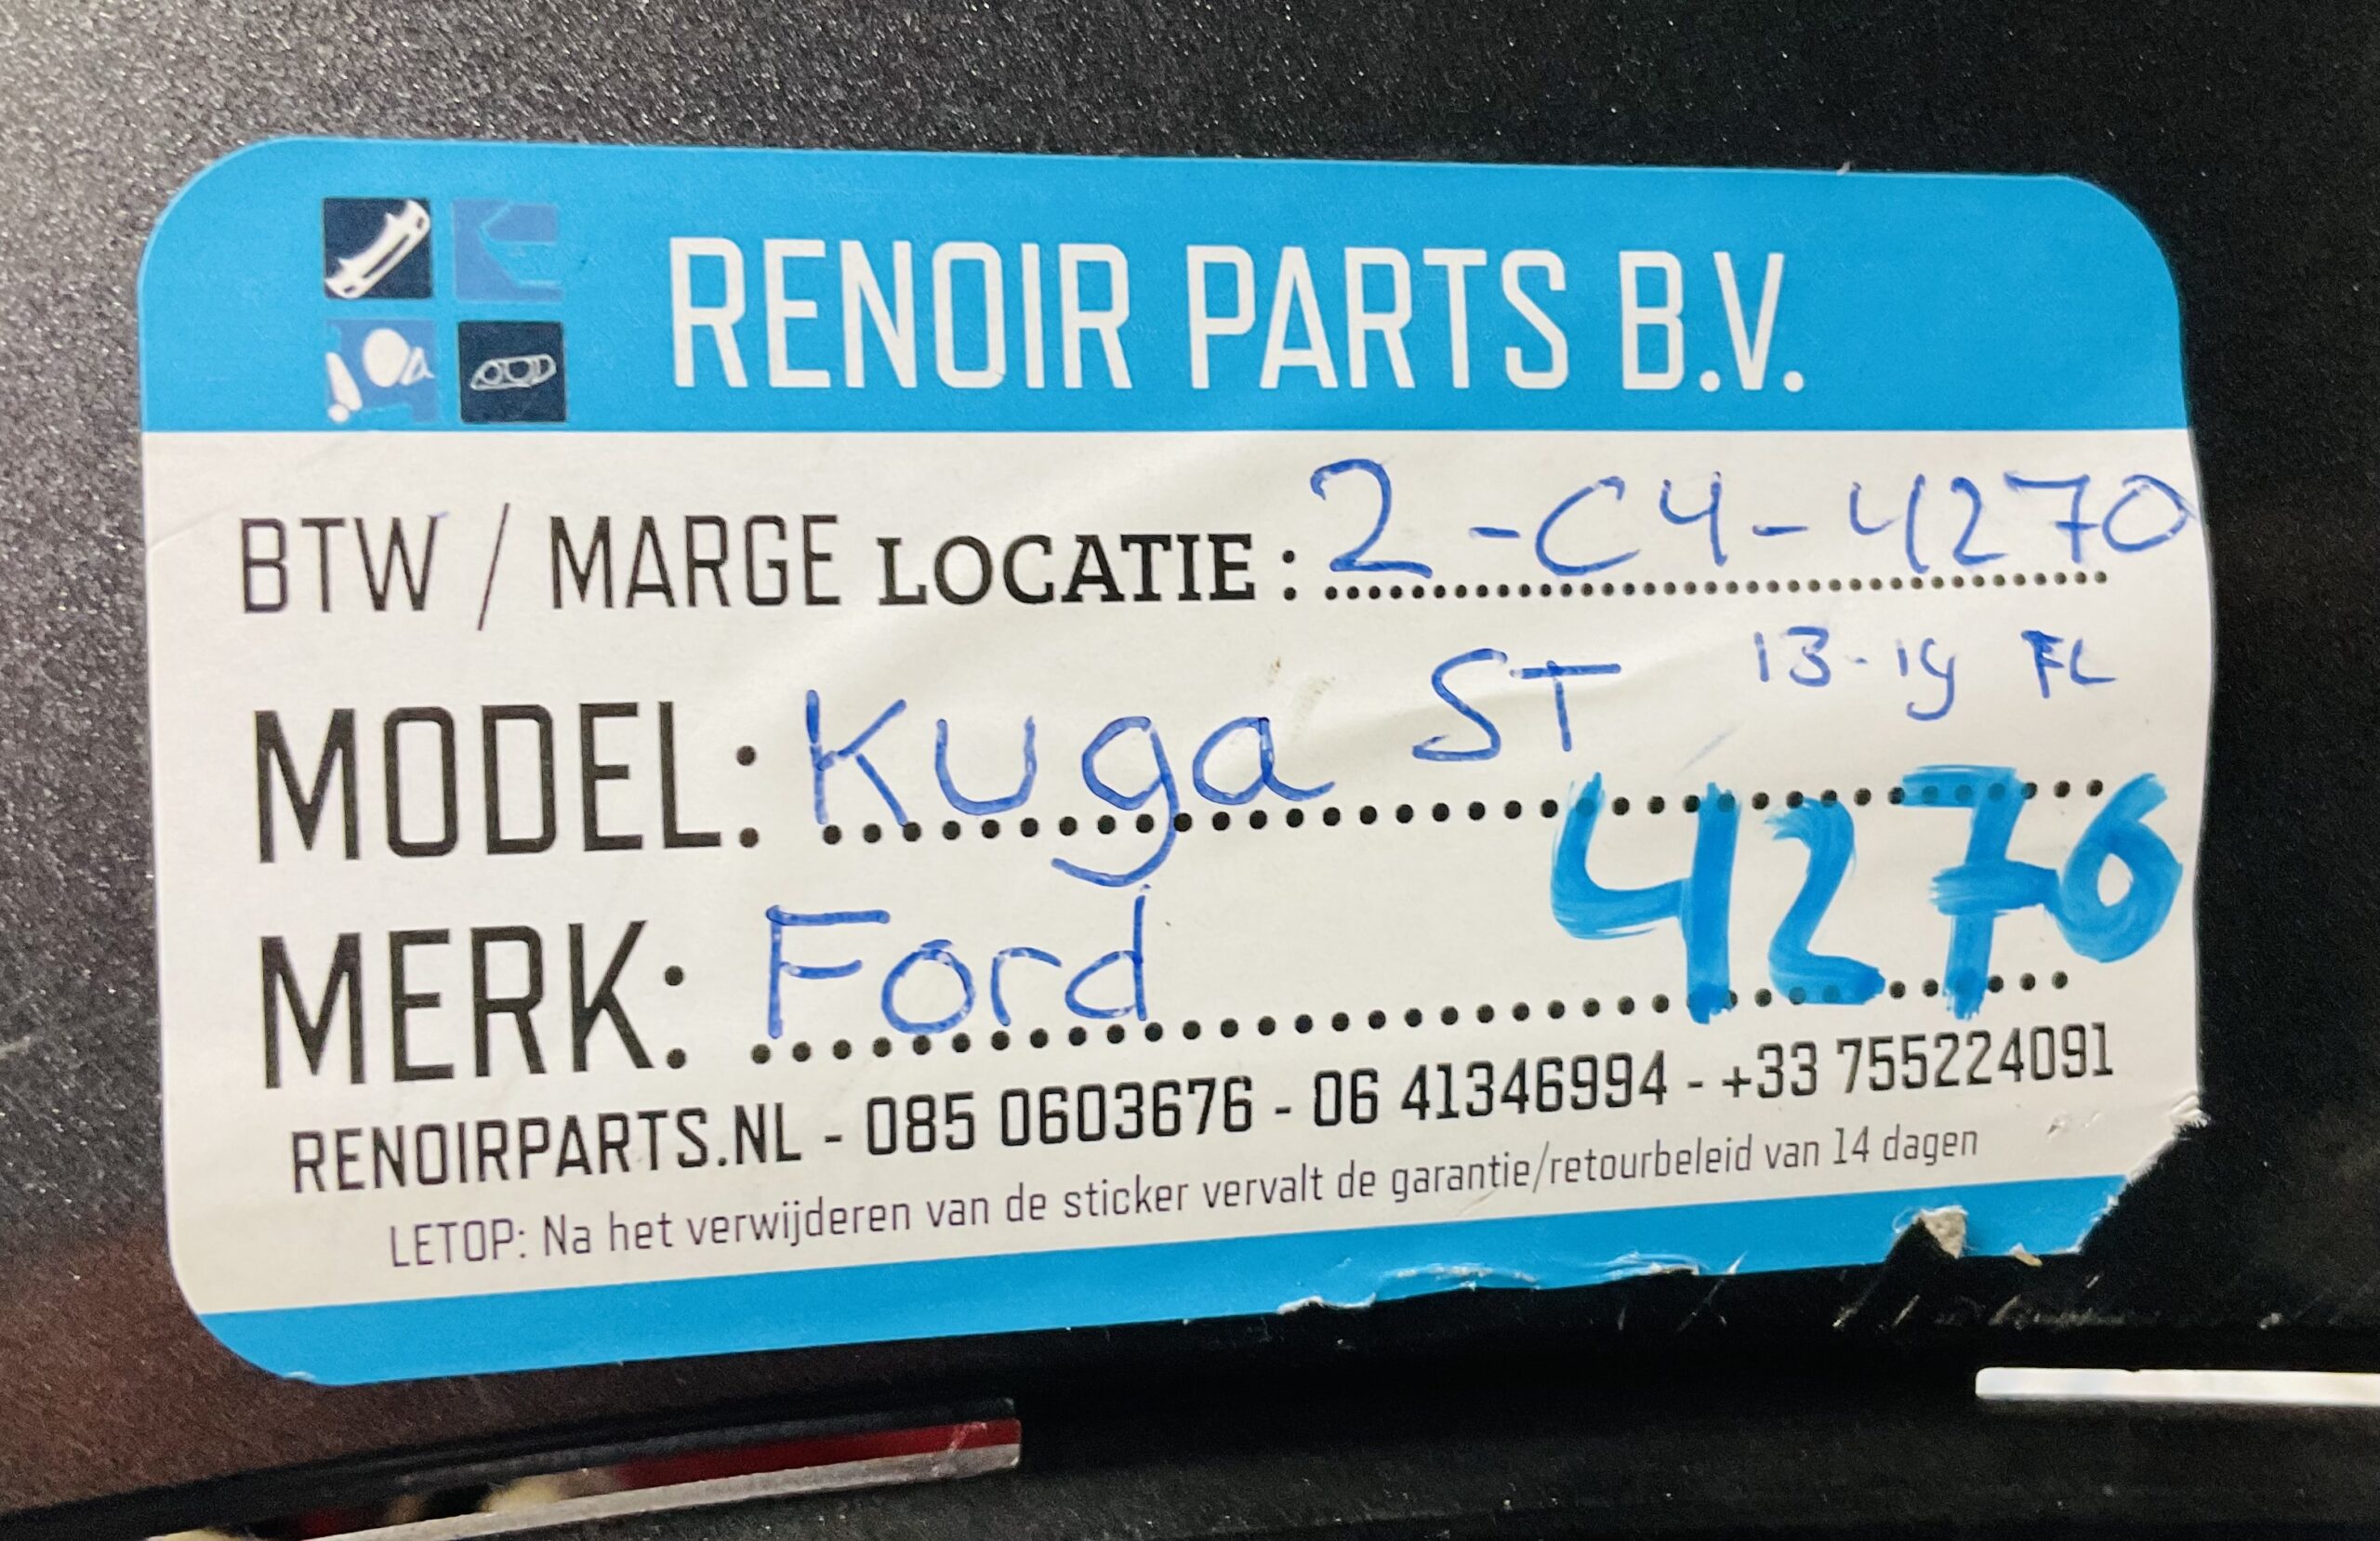 RENOIR PARTS B.V.
BTW / MARGE LOCATIE : 2-C4-4270
MODEL: Kuga ST 13-19 FL
4270
MERK: Ford
RENOIRPARTS.NL - 085 0603676 - 06 41346994 - +33 755224091
LETOP: Na het verwijderen van de sticker vervalt de garantie/retourbeleid van 14 dagen